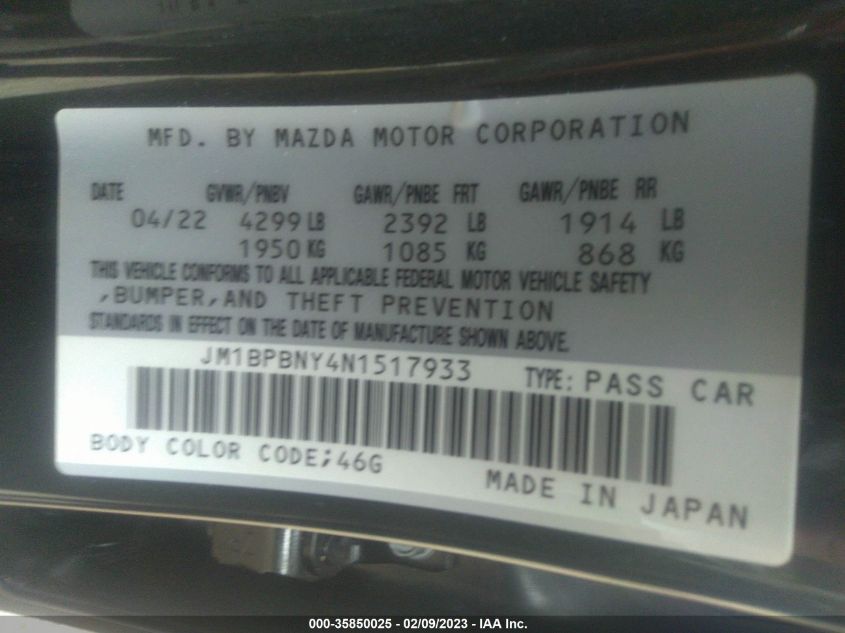 MFD. BY MAZDA MOTOR CORPORATION
DATE GVWR/PNBV GAWR/PNBE FRT GAWR/PNBE RR
04/22 4299 LB 2392 LB 1914 LB
1950 KG 1085 KG 868 KG
THIS VEHICLE CONFORMS TO ALL APPLICABLE FEDERAL MOTOR VEHICLE SAFETY
,BUMPER,AND THEFT PREVENTION
STANDARDS IN EFFECT ON THE DATE OF MANUFACTURE SHOWN ABOVE.
JM1BPBNY4N1517933 TYPE: PASS CAR
BODY COLOR CODE;46G
MADE IN JAPAN
000-35850025 - 02/09/2023 - IAA Inc.